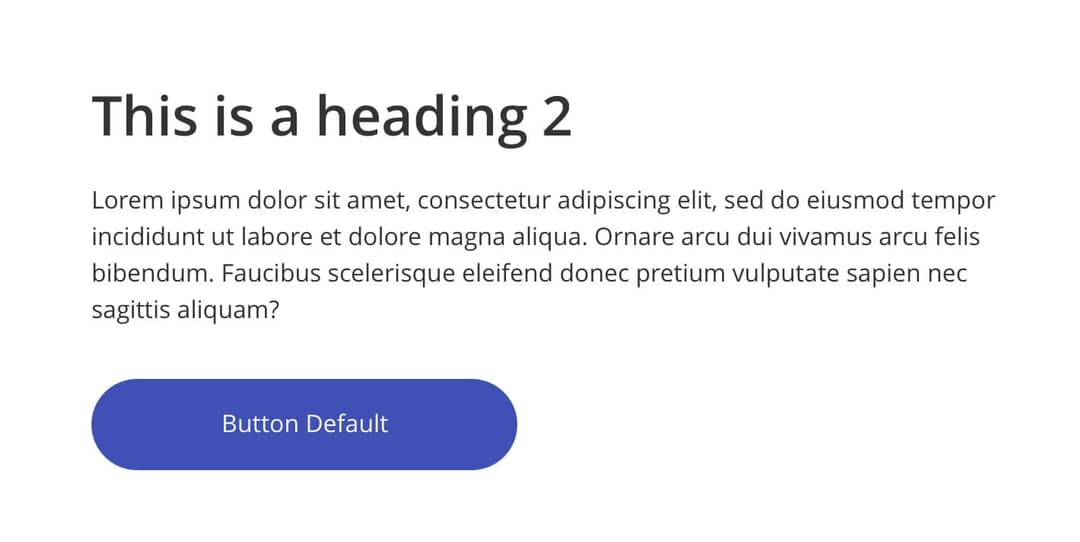 This is a heading 2
Lorem ipsum dolor sit amet, consectetur adipiscing elit, sed do eiusmod tempor
incididunt ut labore et dolore magna aliqua. Ornare arcu dui vivamus arcu felis
bibendum. Faucibus scelerisque eleifend donec pretium vulputate sapien nec
sagittis aliquam?
Button Default